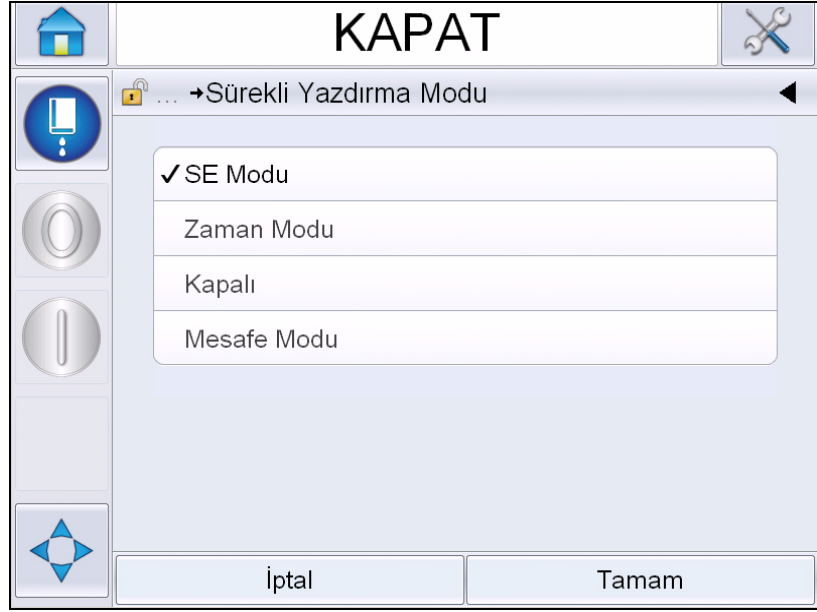 KAPAT
... →Sürekli Yazdırma Modu
✓ SE Modu
Zaman Modu
Kapalı
Mesafe Modu
İptal
Tamam